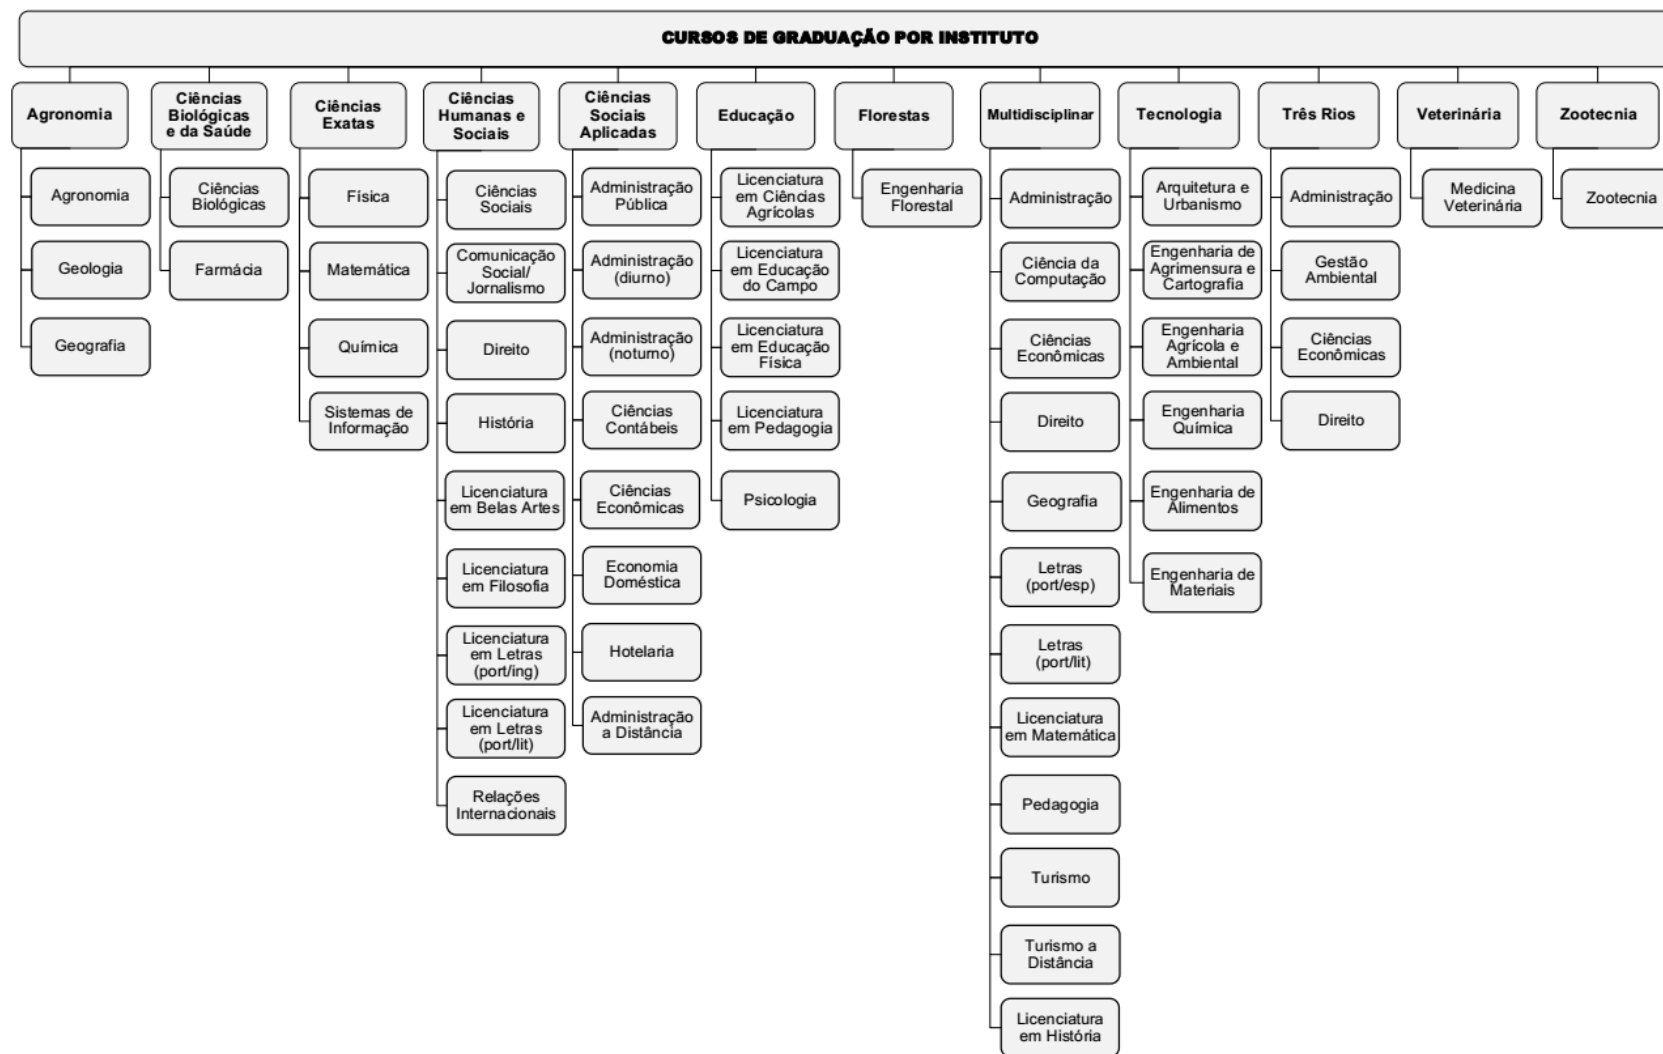 CURSOS DE GRADUAÇÃO POR INSTITUTO
Agronomia
Agronomia
Geologia
Geografia
Ciências
Biológicas
e da Saúde
Ciências
Biológicas
Farmácia
Ciências
Exatas
Física
Matemática
Química
Sistemas de
Informação
Ciências
Humanas e
Sociais
Ciências
Sociais
Comunicação
Social/
Jornalismo
Direito
História
Licenciatura
em Belas Artes
Licenciatura
em Filosofia
Licenciatura
em Letras
(port/ing)
Licenciatura
em Letras
(port/lit)
Relações
Internacionais
Ciências
Sociais
Aplicadas
Administração
Pública
Administração
(diurno)
Administração
(noturno)
Ciências
Contábeis
Ciências
Econômicas
Economia
Doméstica
Hotelaria
Administração
a Distância
Educação
Licenciatura
em Ciências
Agrícolas
Licenciatura
em Educação
do Campo
Licenciatura
em Educação
Física
Licenciatura
em Pedagogia
Psicologia
Florestas
Engenharia
Florestal
Multidisciplinar
Administração
Ciência da
Computação
Ciências
Econômicas
Direito
Geografia
Letras
(port/esp)
Letras
(port/lit)
Licenciatura
em Matemática
Pedagogia
Turismo
Turismo a
Distância
Licenciatura
em História
Tecnologia
Arquitetura e
Urbanismo
Engenharia de
Agrimensura e
Cartografia
Engenharia
Agrícola e
Ambiental
Engenharia
Química
Engenharia de
Alimentos
Engenharia de
Materiais
Três Rios
Administração
Gestão
Ambiental
Ciências
Econômicas
Direito
Veterinária
Medicina
Veterinária
Zootecnia
Zootecnia